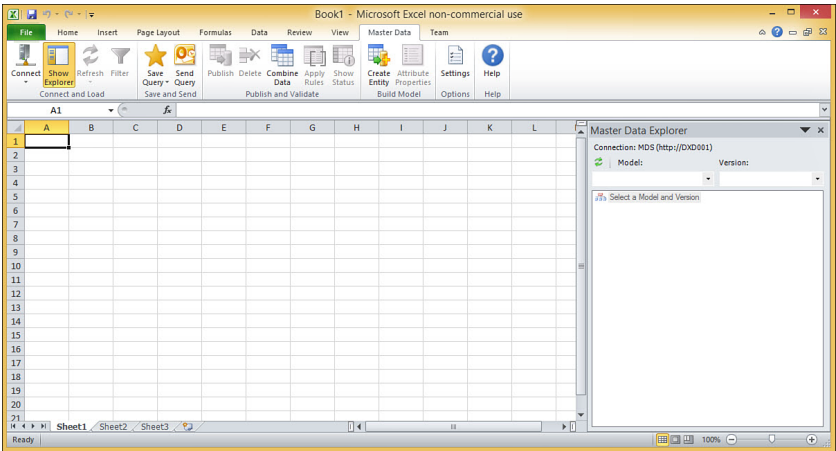 Book1 - Microsoft Excel non-commercial use
File Home Insert Page Layout Formulas Data Review View Master Data Team
Connect Show Explorer Refresh Filter Save Query Send Query Publish Delete Combine Data Apply Rules Show Status Create Entity Attribute Properties Settings Help
Connect and Load Save and Send Publish and Validate Build Model Options Help
A1 fx
A B C D E F G H I J K L
Master Data Explorer
Connection: MDS (http://DXD001)
Model: Version:
Select a Model and Version
1
2
3
4
5
6
7
8
9
10
11
12
13
14
15
16
17
18
19
20
21
Sheet1 Sheet2 Sheet3
Ready 100%